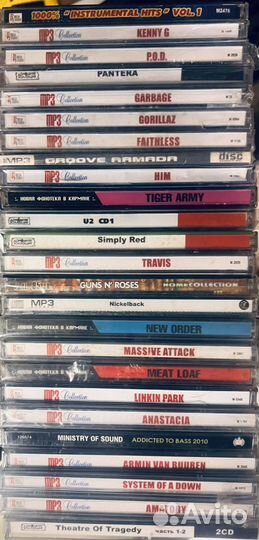 1000% "INSTRUMENTAL HITS" VOL. 1 M2476
MP3 Collection KENNY G
MP3 Collection P.O.D.
PANTERA
MP3 Collection GARBAGE
MP3 Collection GORILLAZ
MP3 Collection FAITHLESS
MP3 GROOVE ARMADA disc
MP3 Collection HIM
НОВАЯ ФОНОТЕКА В КАРМАНЕ TIGER ARMY
U2 CD1
Simply Red
MP3 Collection TRAVIS
GUNS N' ROSES HOMECOLLECTION
MP3 Nickelback
НОВАЯ ФОНОТЕКА В КАРМАНЕ NEW ORDER
MP3 Collection MASSIVE ATTACK
НОВАЯ ФОНОТЕКА В КАРМАНЕ MEAT LOAF
MP3 Collection LINKIN PARK
MP3 Collection ANASTACIA
MINISTRY OF SOUND ADDICTED TO BASS 2010
MP3 Collection ARMIN VAN BUUREN
MP3 Collection SYSTEM OF A DOWN
MP3 Collection
Theatre Of Tragedy часть 1-2 2CD
Avito